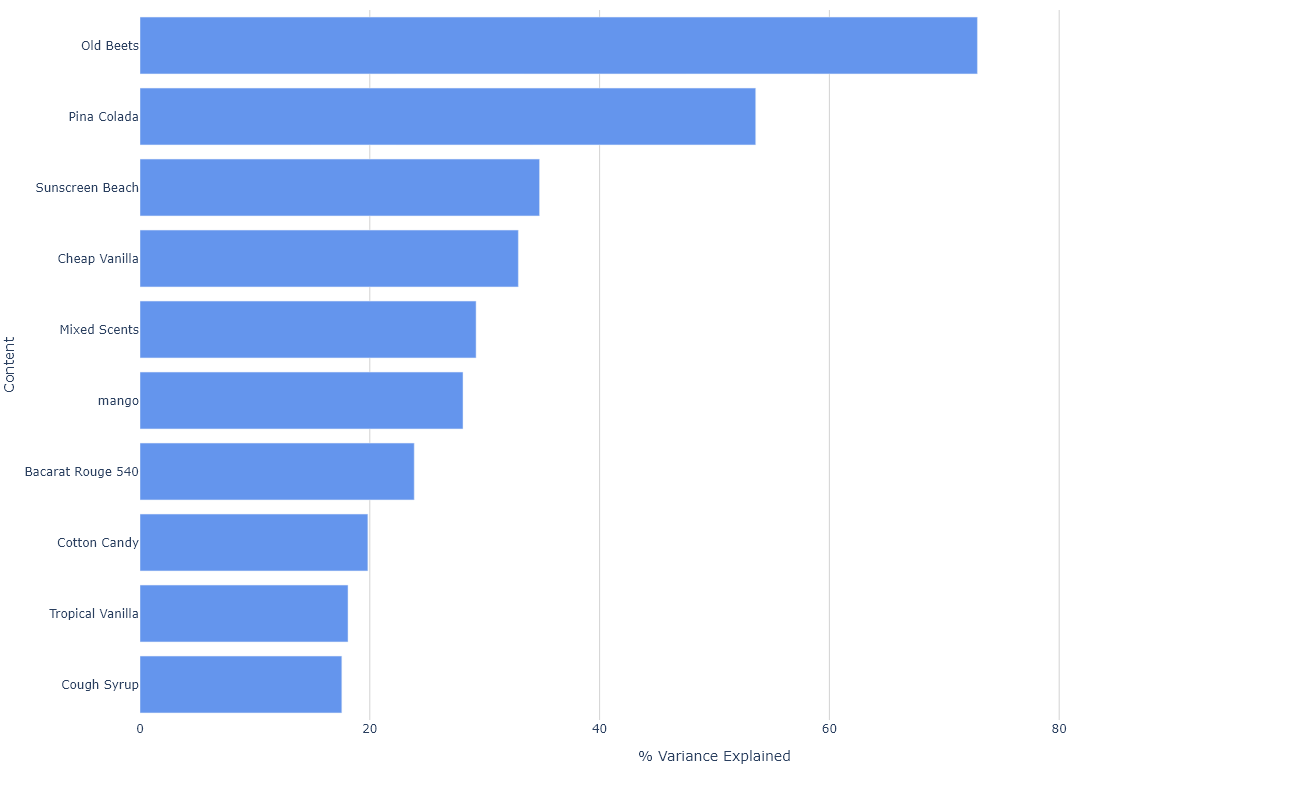 Old Beets
Pina Colada
Sunscreen Beach
Cheap Vanilla
Mixed Scents
mango
Bacarat Rouge 540
Cotton Candy
Tropical Vanilla
Cough Syrup
Content
0 20 40 60 80
% Variance Explained